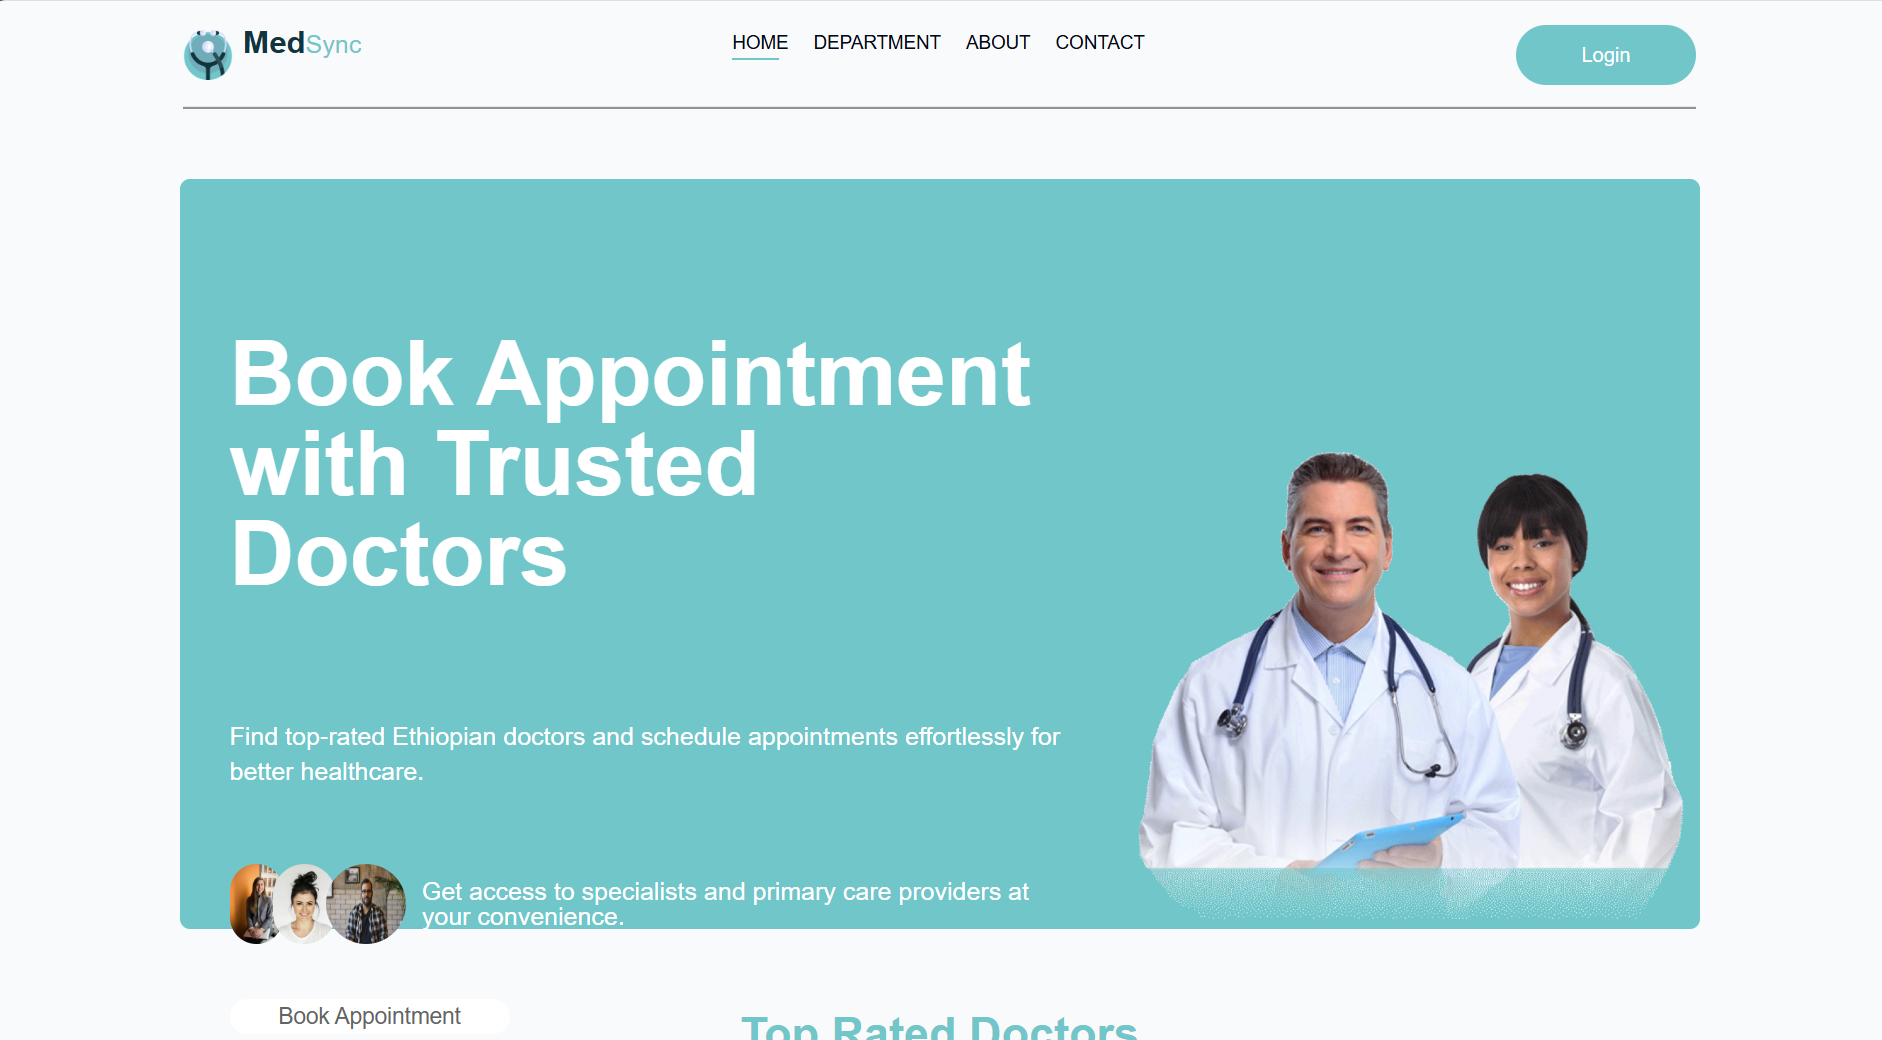 MedSync
HOME
DEPARTMENT
ABOUT
CONTACT
Login
Book Appointment
with Trusted
Doctors
Find top-rated Ethiopian doctors and schedule appointments effortlessly for
better healthcare.
Get access to specialists and primary care providers at
your convenience.
Book Appointment
Top Rated Doctors